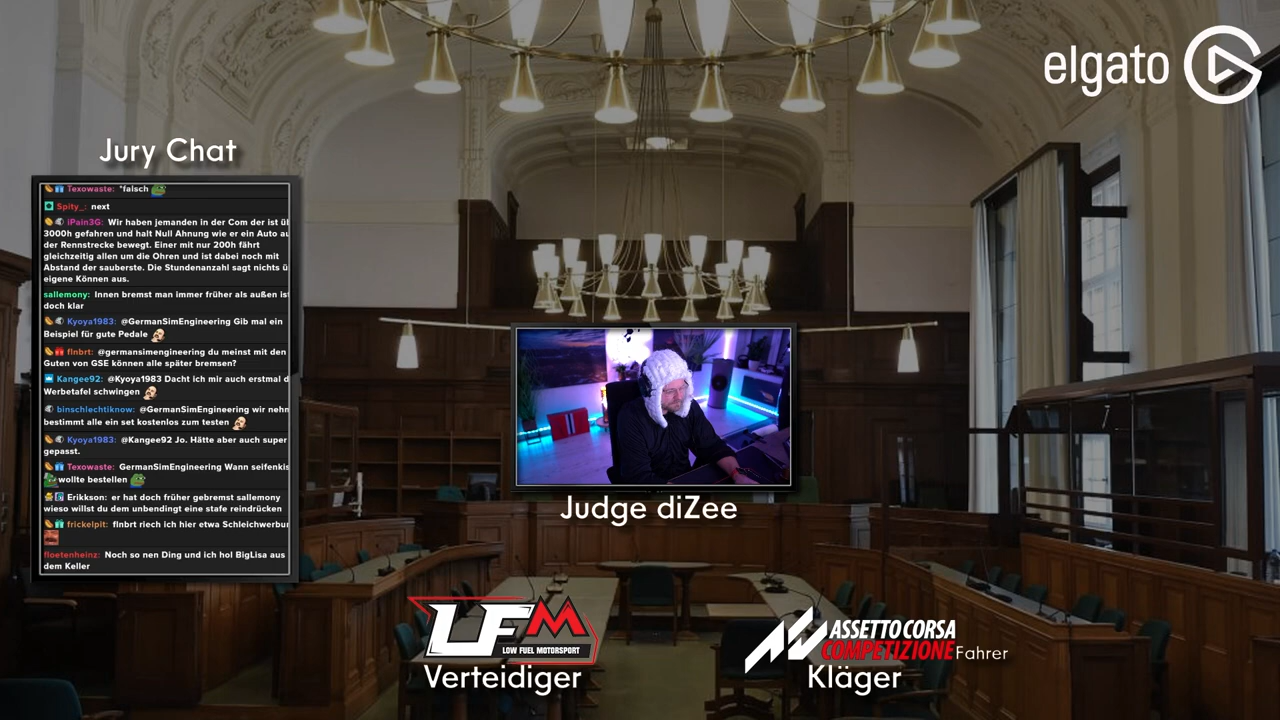 elgato
Jury Chat
Texowaste: *falsch
Spity_: next
iPain3G: Wir haben jemanden in der Com der ist
3000h gefahren und halt Null Ahnung wie er ein Auto
der Rennstrecke bewegt. Einer mit nur 200h fährt
gleichzeitig allen um die Ohren und ist dabei noch mit
Abstand der sauberste. Die Stundenanzahl sagt nichts
eigene Können aus.
sallemony: Innen bremst man immer früher als außen
doch klar
Kyoya1983: @GermanSimEngineering Gib mal ein
Beispiel für gute Pedale
flnbrt: @germansimengineering du meinst mit den
Guten von GSE können alle später bremsen?
Kangee92: @Kyoya1983 Dacht ich mir auch erstmal
Werbetafel schwingen
binschlechtiknow: @GermanSimEngineering wir
bestimmt alle ein set kostenlos zum testen
Kyoya1983: @Kangee92 Jo. Hätte aber auch super
gepasst.
Texowaste: GermanSimEngineering Wann
wollte bestellen
Erikkson: er hat doch früher gebremst sallemony
wieso willst du dem unbendingt eine stafe reindrücken
frickelpit: flnbrt riech ich hier etwa
floetenheinz: Noch so nen Ding und ich hol BigLisa aus
dem Keller
Judge diZee
LFM
LOW FUEL MOTORSPORT
Verteidiger
ASSETTO CORSA
COMPETIZIONE Fahrer
Kläger